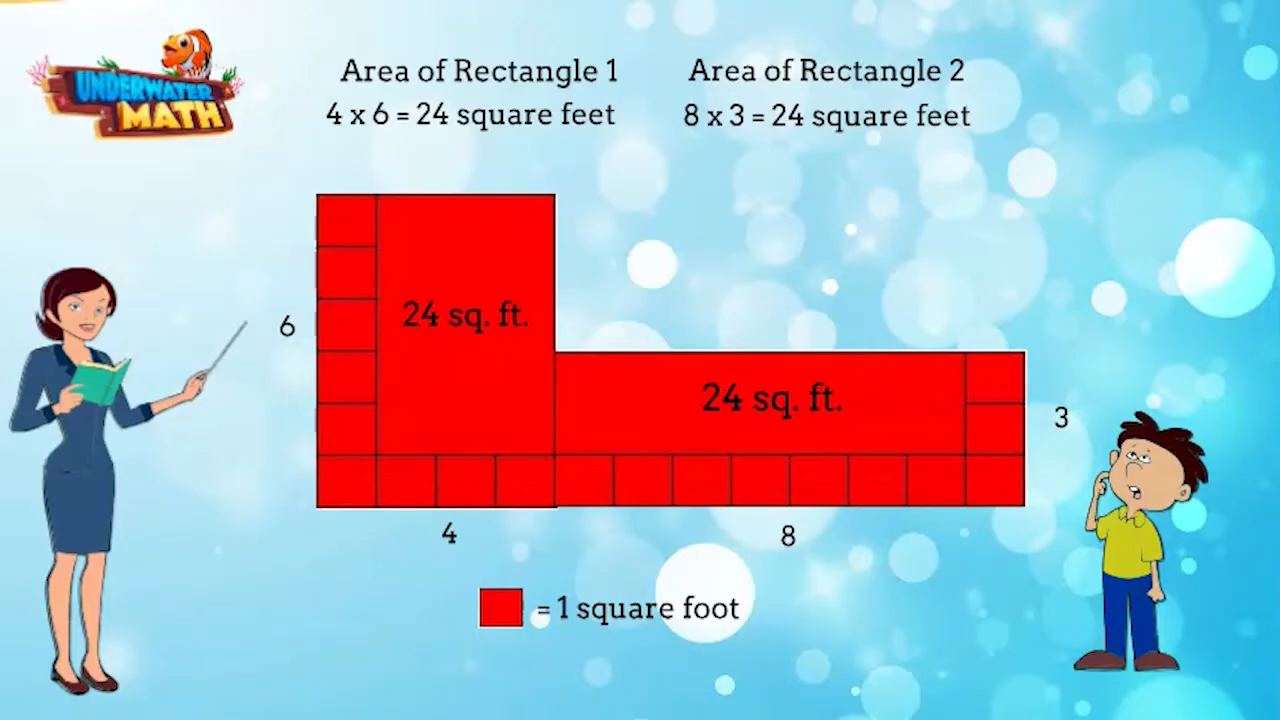 UNDERWATER
MATH
Area of Rectangle 1
4 x 6 = 24 square feet
Area of Rectangle 2
8 x 3 = 24 square feet
6
24 sq. ft.
24 sq. ft.
3
4
8
= 1 square foot